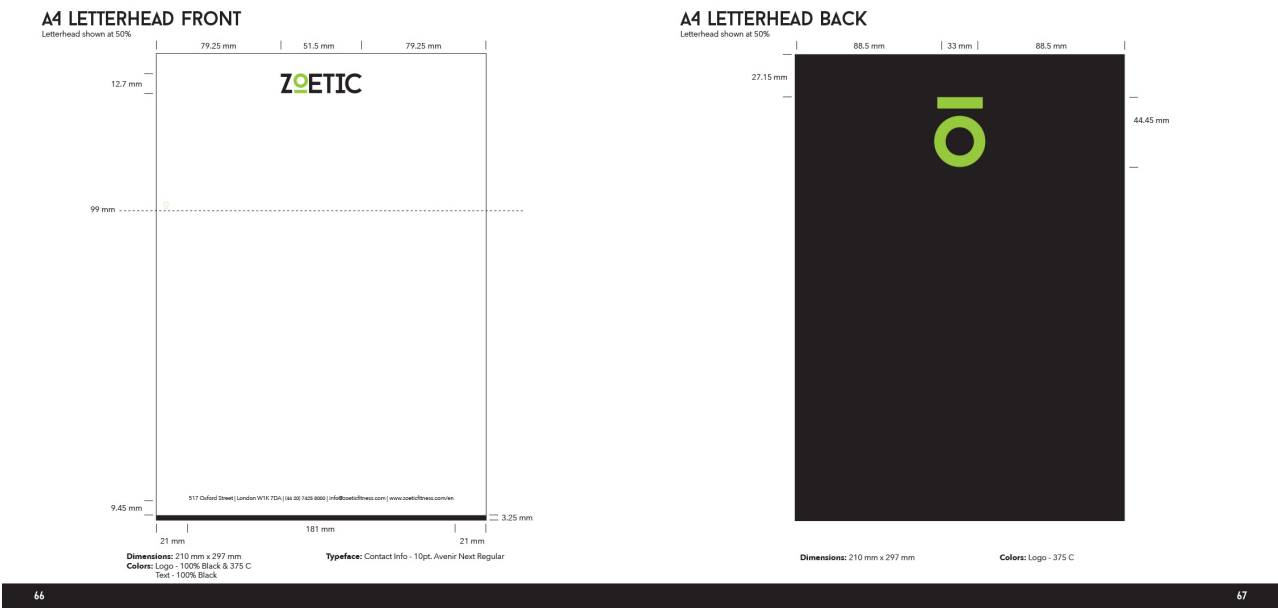 A4 LETTERHEAD FRONT
Letterhead shown at 50%
79.25 mm 51.5 mm 79.25 mm
12.7 mm
ZOETIC
99 mm
517 Oxford Street | London W1K 7DA | (44 20) 7425 8000 | info@zoeticfitness.com | www.zoeticfitness.com/en
9.45 mm
3.25 mm
181 mm
21 mm 21 mm
Dimensions: 210 mm x 297 mm
Colors: Logo - 100% Black & 375 C
Text - 100% Black
Typeface: Contact Info - 10pt. Avenir Next Regular
66
A4 LETTERHEAD BACK
Letterhead shown at 50%
88.5 mm 33 mm 88.5 mm
27.15 mm
44.45 mm
Dimensions: 210 mm x 297 mm
Colors: Logo - 375 C
67